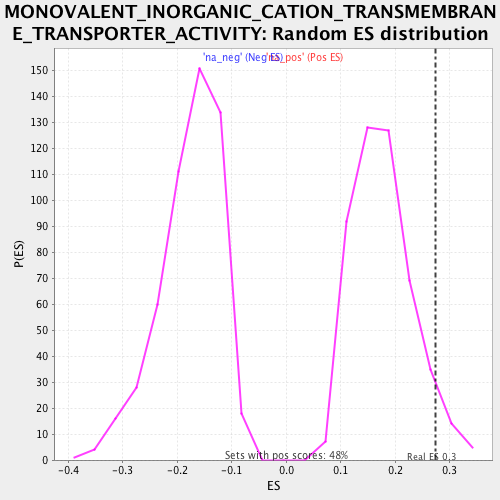 MONOVALENT_INORGANIC_CATION_TRANSMEMBRAN
E_TRANSPORTER_ACTIVITY: Random ES distribution
'na_neg' (Neg ES)
'na_pos' (Pos ES)
150
140
130
120
110
100
90
80
70
60
50
40
30
20
10
0
P(ES)
Sets with pos scores: 48%
Real ES 0.3
-0.4 -0.3 -0.2 -0.1 0.0 0.1 0.2 0.3
ES